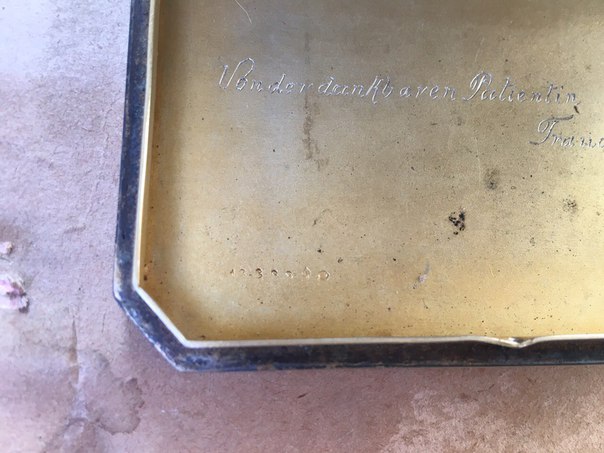 Von der dankbaren Patientin